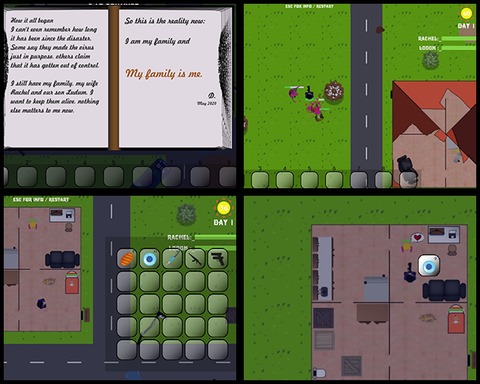 How it all began
I can't even remember how long
it has been since the disaster.
Some say they made the virus
just in purpose, others claim
that it has gotten out of control.
I still have my family, my wife
Rachel and our son Lodom. I
want to keep them alive, nothing
else matters to me now.
So this is the reality now:
I am my family and
My family is me.
D.
May 2020
ESC FOR INFO / RESTART
DAY 1
RACHEL:
LODOM :
ESC FOR INFO / RESTART
DAY 1
RACHEL: